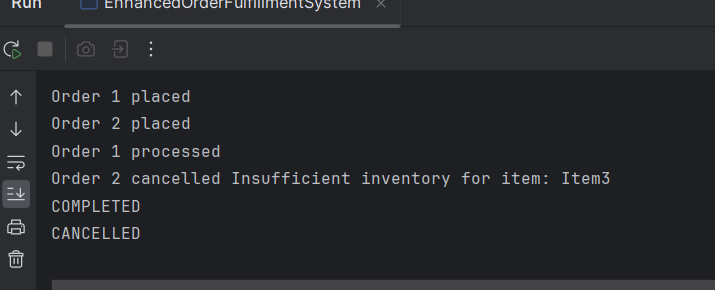 Run EnhancedOrderFulfillmentSystem
Order 1 placed
Order 2 placed
Order 1 processed
Order 2 cancelled Insufficient inventory for item: Item3
COMPLETED
CANCELLED